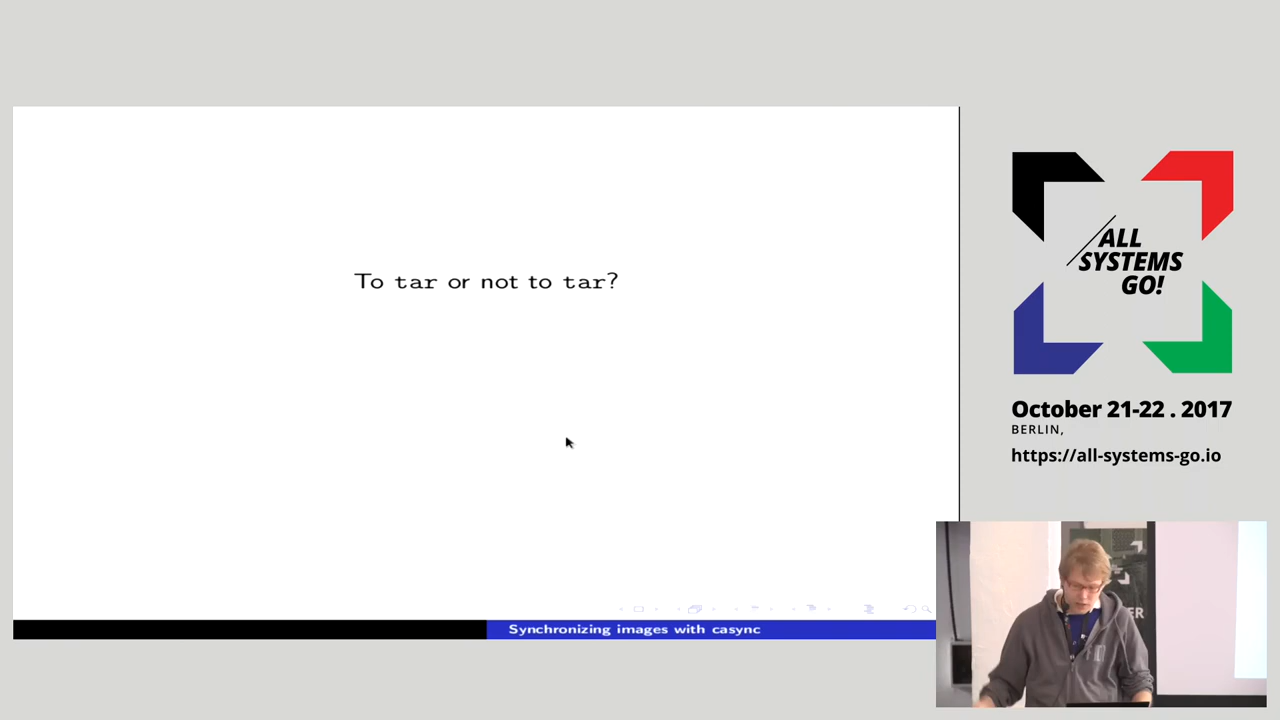 To tar or not to tar?
Synchronizing images with casync
ALL
SYSTEMS
GO!
October 21-22 . 2017
BERLIN,
https://all-systems-go.io
ER